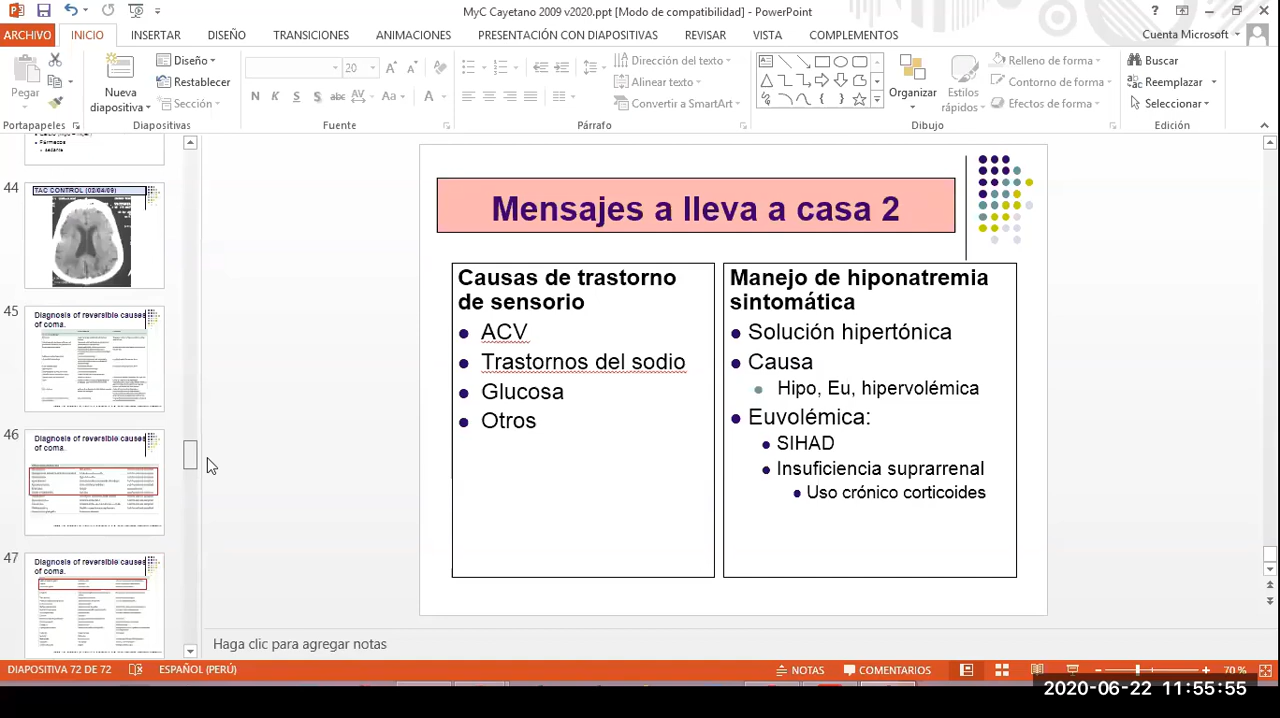 MyC Cayetano 2009 v2020.ppt [Modo de compatibilidad] - PowerPoint
ARCHIVO INICIO INSERTAR DISEÑO TRANSICIONES ANIMACIONES PRESENTACIÓN CON DIAPOSITIVAS REVISAR VISTA COMPLEMENTOS Cuenta Microsoft
Pegar
Nueva
diapositiva
Diseño
Restablecer
Sección
20
N K S S abc AV Aa A
Dirección del texto
Alinear texto
Convertir a SmartArt
Organizar
Estilos
rápidos
Relleno de forma
Contorno de forma
Efectos de forma
Buscar
Reemplazar
Seleccionar
Portapapeles Diapositivas Fuente Párrafo Dibujo Edición
Fármacos
44
TAC CONTROL (02/04/09)
45
Diagnosis of reversible causes
of coma.
46
Diagnosis of reversible causes
of coma.
47
Diagnosis of reversible causes
of coma.
Mensajes a lleva a casa 2
Causas de trastorno
de sensorio
ACV
Trastornos del sodio
Glucosa
Otros
Manejo de hiponatremia
sintomática
Solución hipertónica
Causa
Hipo, Eu, hipervolémica
Euvolémica:
SIHAD
Insuficiencia suprarrenal
Uso crónico corticoides
Haga clic para agregar notas
DIAPOSITIVA 72 DE 72 ESPAÑOL (PERÚ) NOTAS COMENTARIOS 70 %
2020-06-22 11:55:55